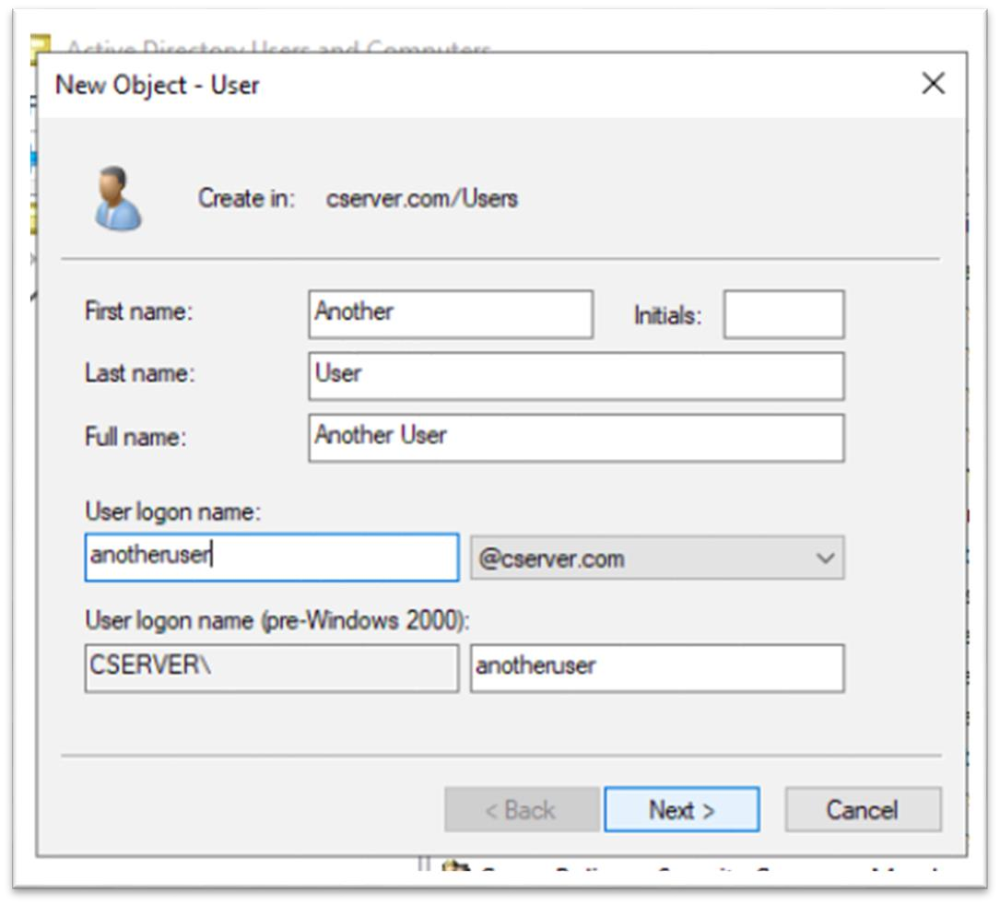 Active Directory Users and Computers
New Object - User
Create in: cserver.com/Users
First name: Another Initials:
Last name: User
Full name: Another User
User logon name:
anotheruser @cserver.com
User logon name (pre-Windows 2000):
CSERVER\ anotheruser
< Back Next > Cancel